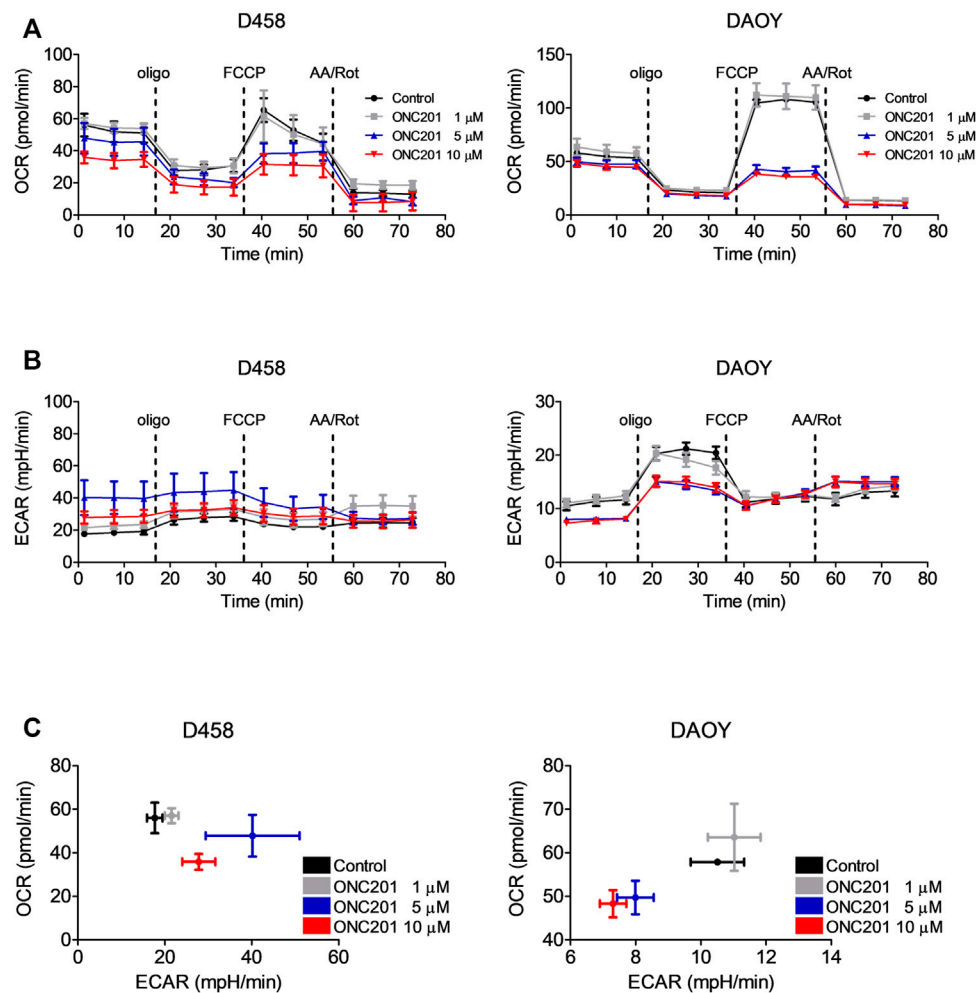 A
D458
DAOY
OCR (pmol/min)
100
80
60
40
20
0
oligo
FCCP
AA/Rot
Control
ONC201 1 μM
ONC201 5 μM
ONC201 10 μM
0 10 20 30 40 50 60 70 80
Time (min)
OCR (pmol/min)
150
100
50
0
oligo
FCCP
AA/Rot
Control
ONC201 1 μM
ONC201 5 μM
ONC201 10 μM
0 10 20 30 40 50 60 70 80
Time (min)
B
D458
DAOY
ECAR (mpH/min)
100
80
60
40
20
0
oligo
FCCP
AA/Rot
0 10 20 30 40 50 60 70 80
Time (min)
ECAR (mpH/min)
30
20
10
0
oligo
FCCP
AA/Rot
0 10 20 30 40 50 60 70 80
Time (min)
C
D458
DAOY
OCR (pmol/min)
80
60
40
20
0
Control
ONC201 1 μM
ONC201 5 μM
ONC201 10 μM
0 20 40 60
ECAR (mpH/min)
OCR (pmol/min)
80
70
60
50
40
Control
ONC201 1 μM
ONC201 5 μM
ONC201 10 μM
6 8 10 12 14
ECAR (mpH/min)